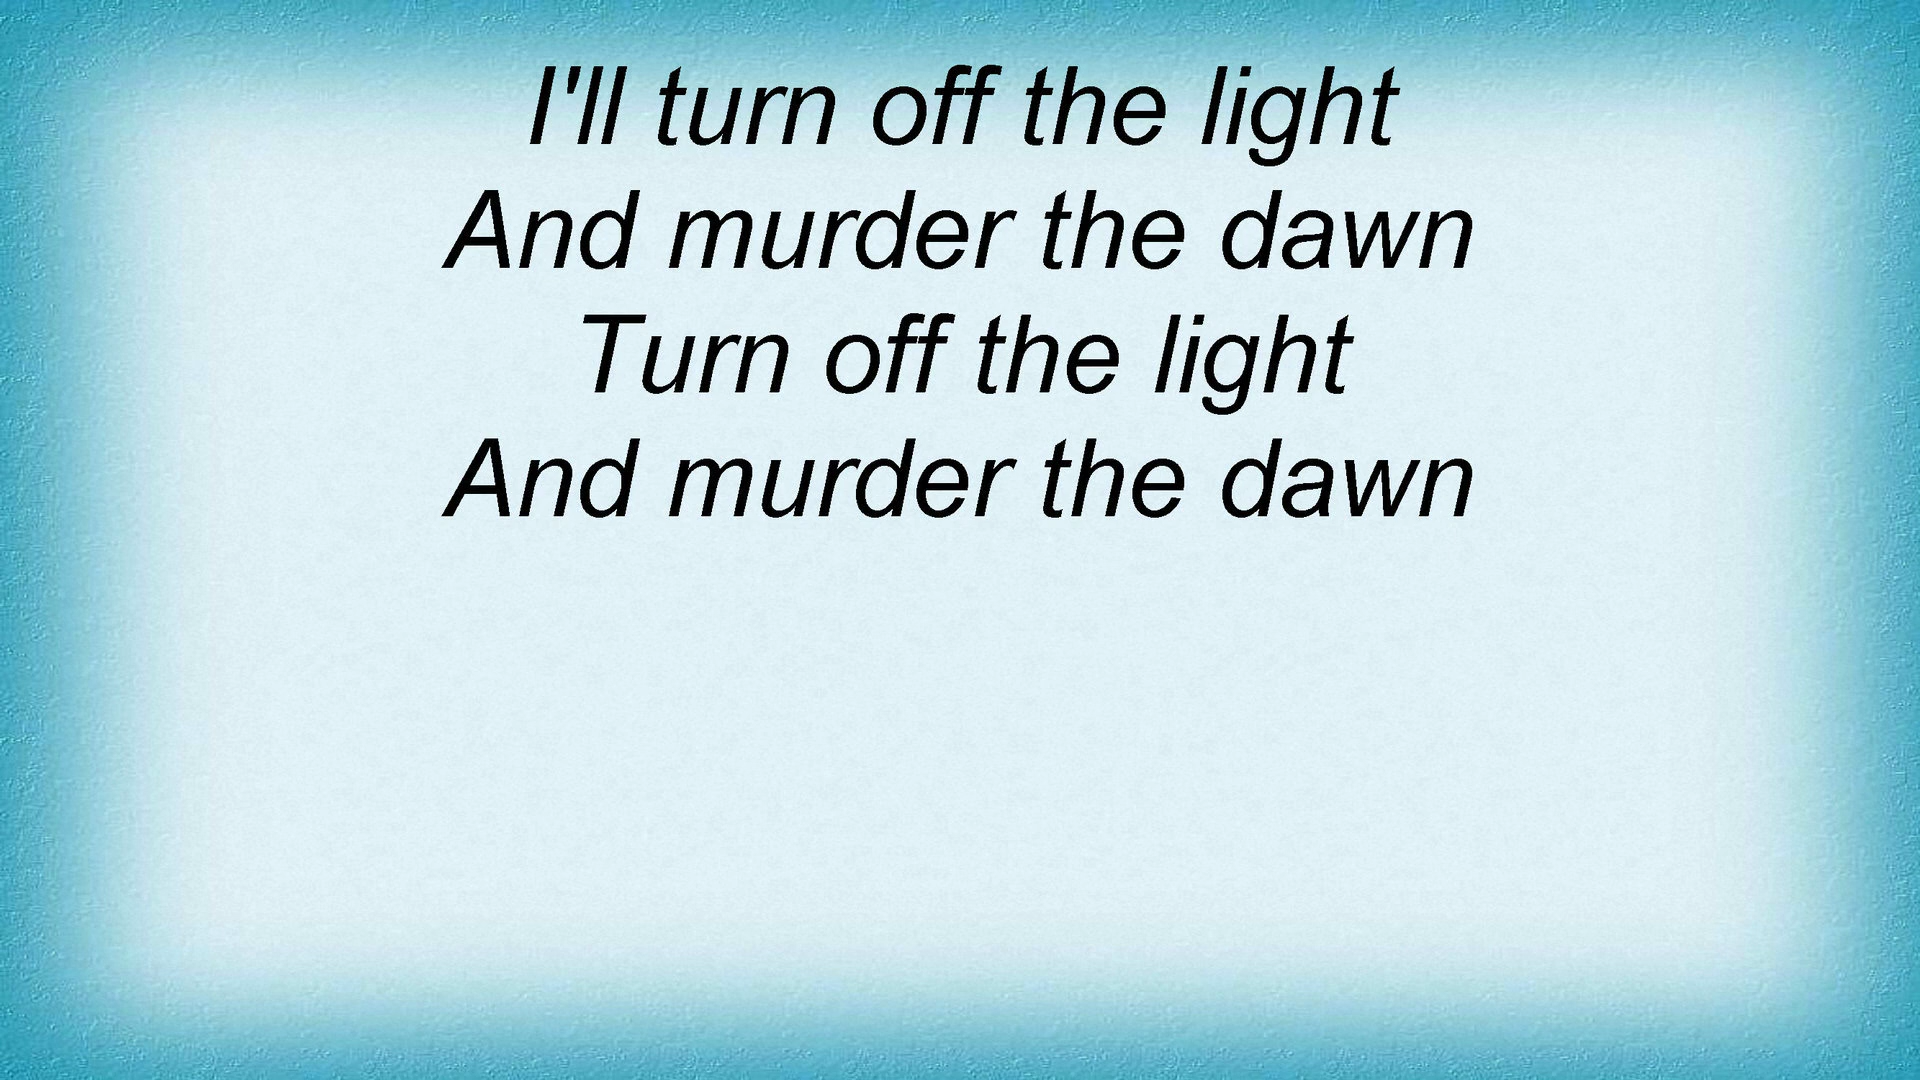 I'll turn off the light
And murder the dawn
Turn off the light
And murder the dawn